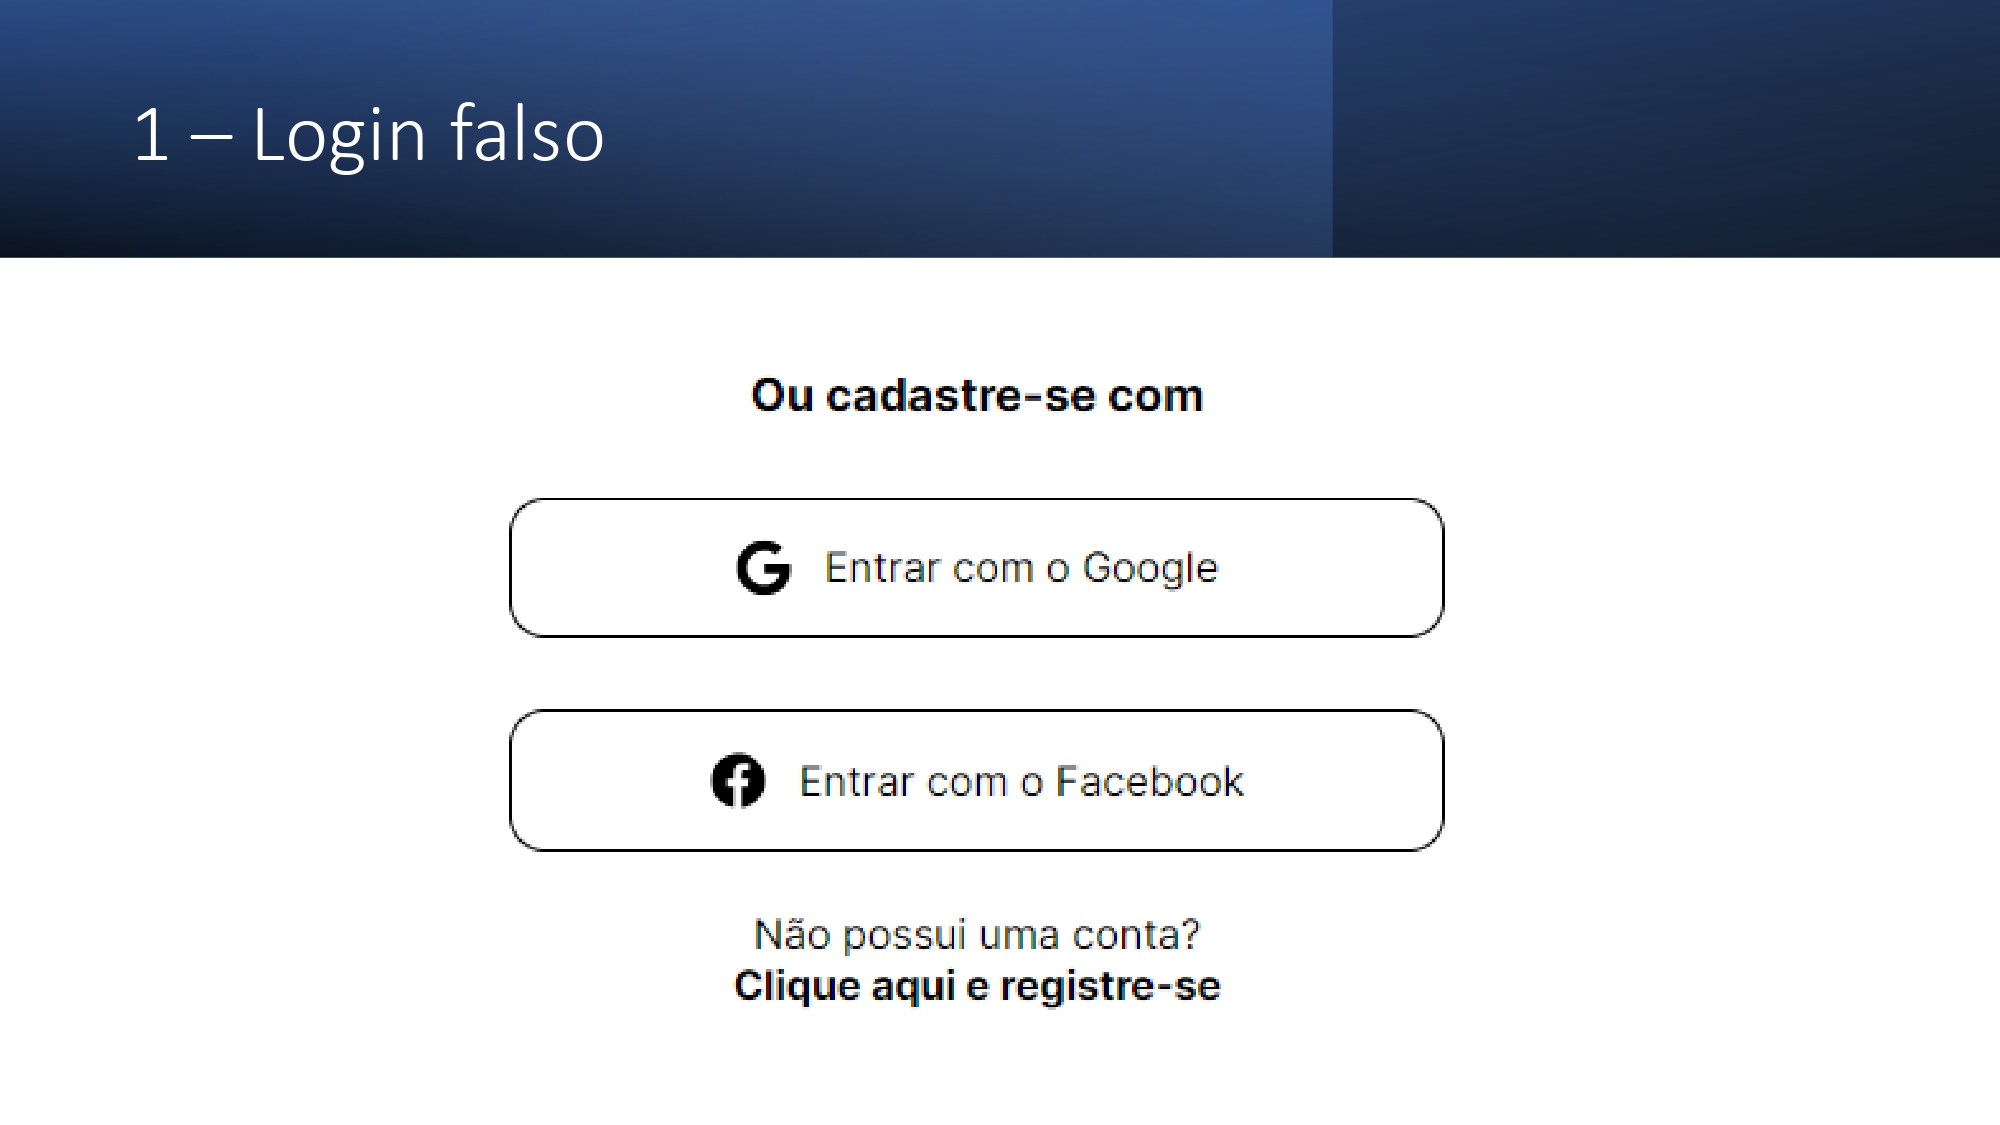 1 – Login falso
Ou cadastre-se com
Entrar com o Google
Entrar com o Facebook
Não possui uma conta?
Clique aqui e registre-se